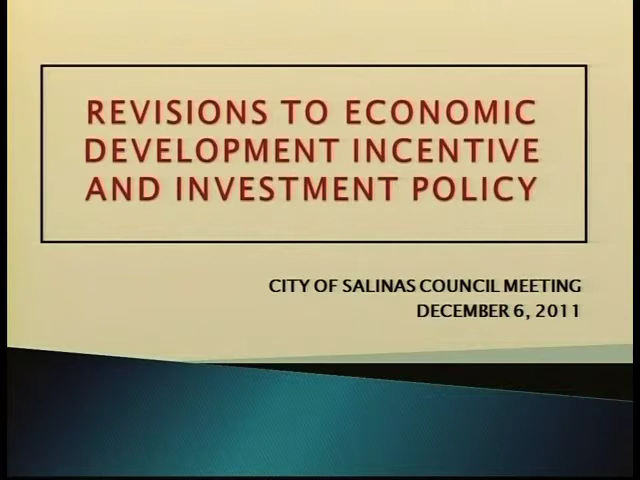 REVISIONS TO ECONOMIC
DEVELOPMENT INCENTIVE
AND INVESTMENT POLICY
CITY OF SALINAS COUNCIL MEETING
DECEMBER 6, 2011